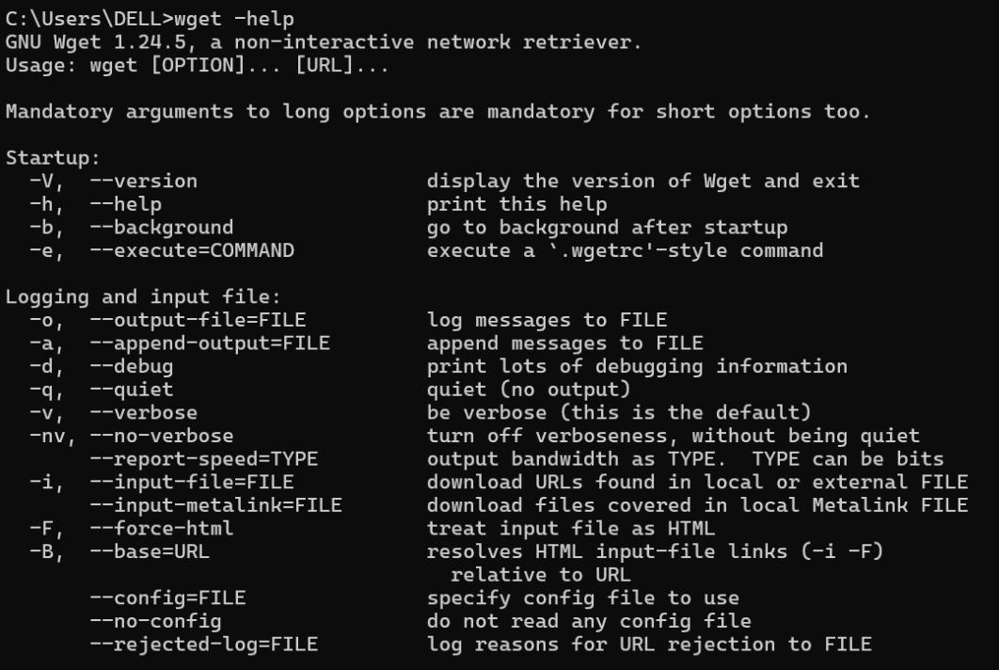 C:\Users\DELL>wget -help
GNU Wget 1.24.5, a non-interactive network retriever.
Usage: wget [OPTION]... [URL]...

Mandatory arguments to long options are mandatory for short options too.

Startup:
  -V,  --version                   display the version of Wget and exit
  -h,  --help                      print this help
  -b,  --background                go to background after startup
  -e,  --execute=COMMAND           execute a `.wgetrc'-style command

Logging and input file:
  -o,  --output-file=FILE          log messages to FILE
  -a,  --append-output=FILE        append messages to FILE
  -d,  --debug                     print lots of debugging information
  -q,  --quiet                     quiet (no output)
  -v,  --verbose                   be verbose (this is the default)
  -nv, --no-verbose                turn off verboseness, without being quiet
       --report-speed=TYPE         output bandwidth as TYPE.  TYPE can be bits
  -i,  --input-file=FILE           download URLs found in local or external FILE
       --input-metalink=FILE       download files covered in local Metalink FILE
  -F,  --force-html                treat input file as HTML
  -B,  --base=URL                  resolves HTML input-file links (-i -F)
                                     relative to URL
       --config=FILE               specify config file to use
       --no-config                 do not read any config file
       --rejected-log=FILE         log reasons for URL rejection to FILE